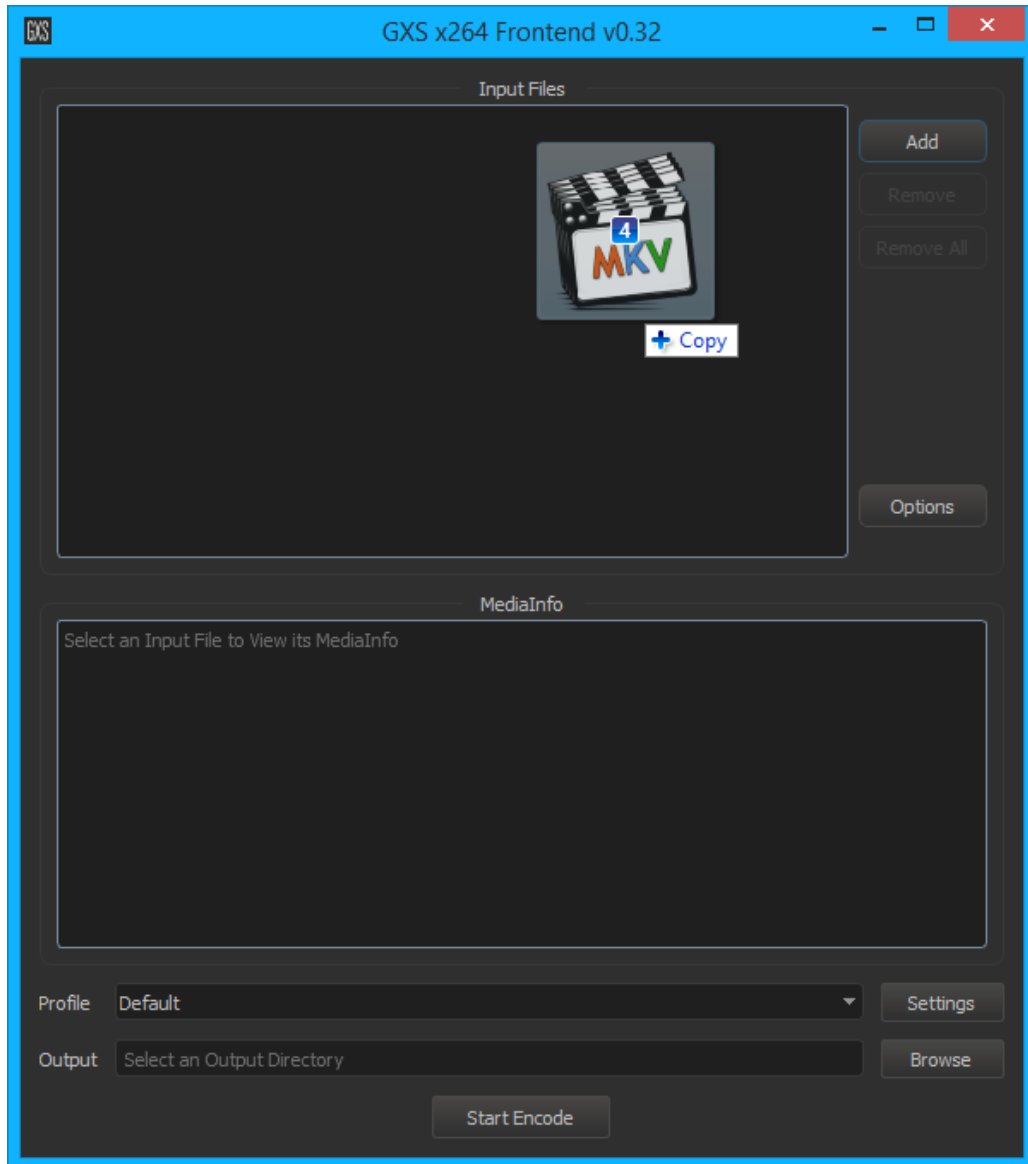 GXS
GXS x264 Frontend v0.32
Input Files
Add
Remove
Remove All
4
MKV
Copy
Options
MediaInfo
Select an Input File to View its MediaInfo
Profile Default Settings
Output Select an Output Directory Browse
Start Encode